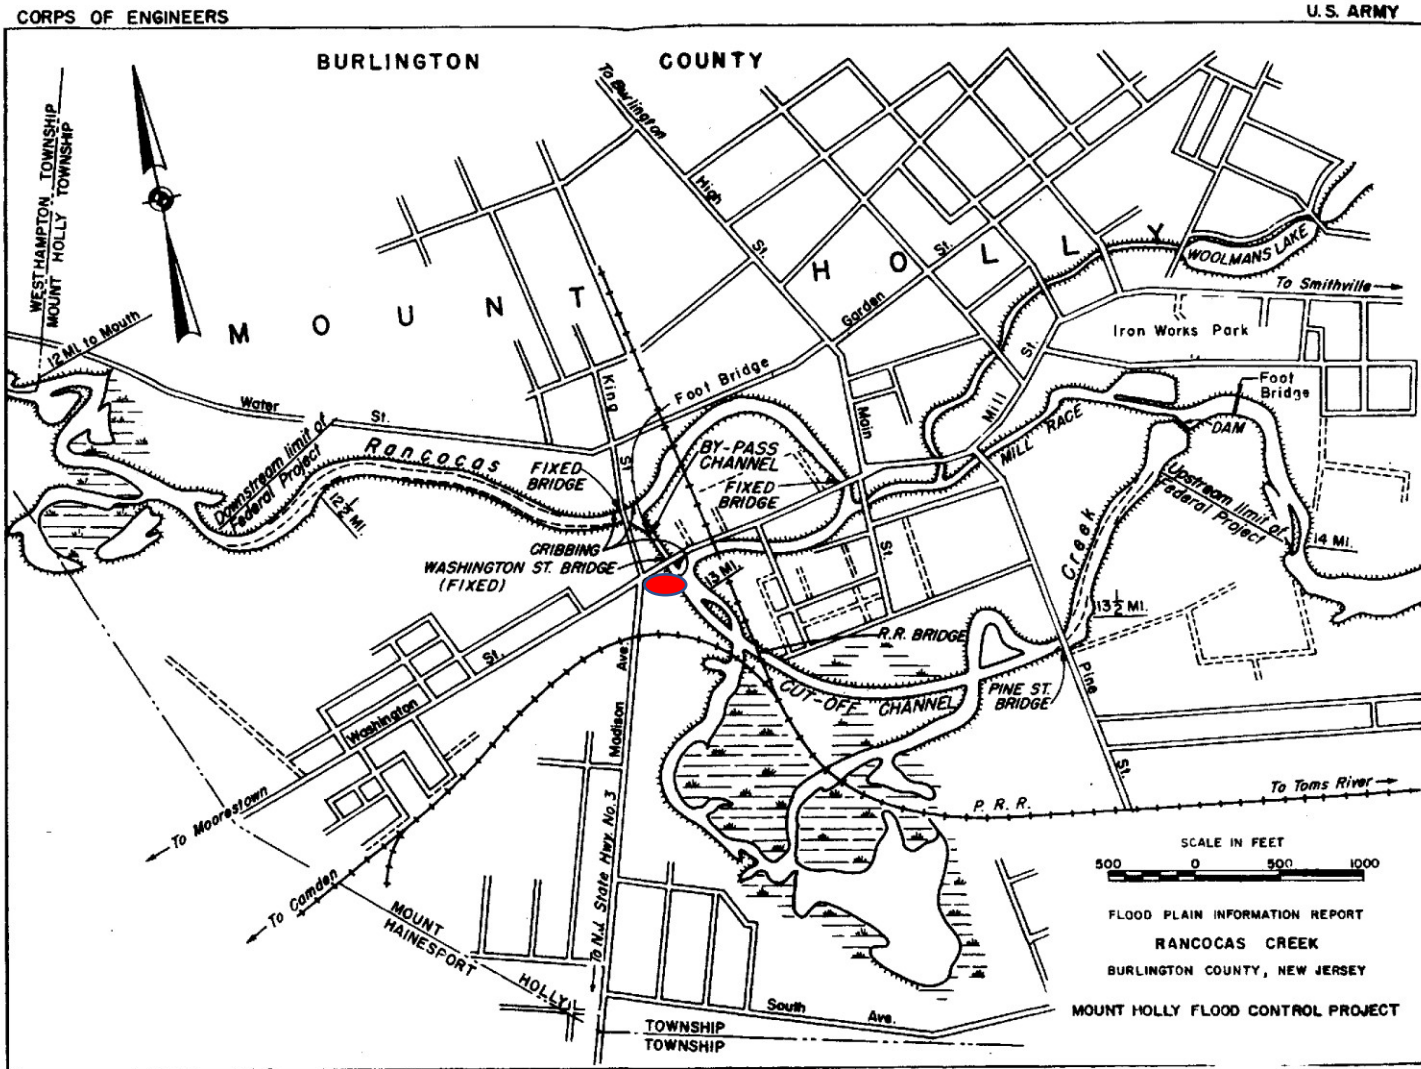 CORPS OF ENGINEERS
U.S. ARMY
BURLINGTON COUNTY
WESTHAMPTON TOWNSHIP
MOUNT HOLLY TOWNSHIP
To Burlington
High
St.
MOUNT
HOLLY
WOOLMANS LAKE
To Smithville
Garden
St.
Iron Works Park
12 MI. to Mouth
King
St.
Foot Bridge
Main
St.
Mill
St.
MILL RACE
Foot
Bridge
DAM
Water
St.
Downstream limit of
Federal Project
Rancocas
12½ MI.
FIXED
BRIDGE
BY-PASS
CHANNEL
FIXED
BRIDGE
CRIBBING
WASHINGTON ST. BRIDGE
(FIXED)
13 MI.
Creek
Upstream limit of
Federal Project
14 MI.
13½ MI.
R.R. BRIDGE
CUT-OFF CHANNEL
PINE ST.
BRIDGE
Pine
St.
Washington
St.
Madison
Ave.
To Moorestown
To Camden
To N.J. State Hwy. No. 3
P. R. R.
To Toms River
MOUNT HOLLY
HAINESPORT
South Ave.
TOWNSHIP
TOWNSHIP
SCALE IN FEET
500 0 500 1000
FLOOD PLAIN INFORMATION REPORT
RANCOCAS CREEK
BURLINGTON COUNTY, NEW JERSEY
MOUNT HOLLY FLOOD CONTROL PROJECT